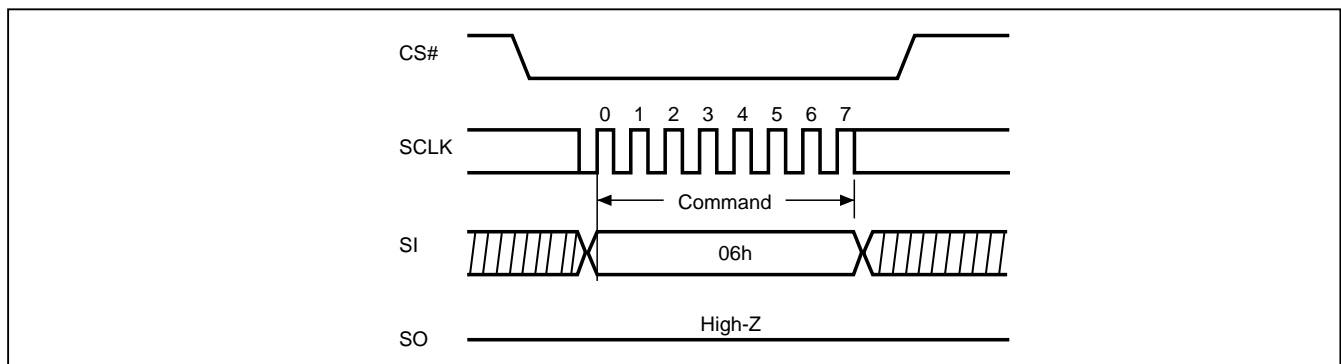 CS#
0 1 2 3 4 5 6 7
SCLK
Command
SI
06h
High-Z
SO